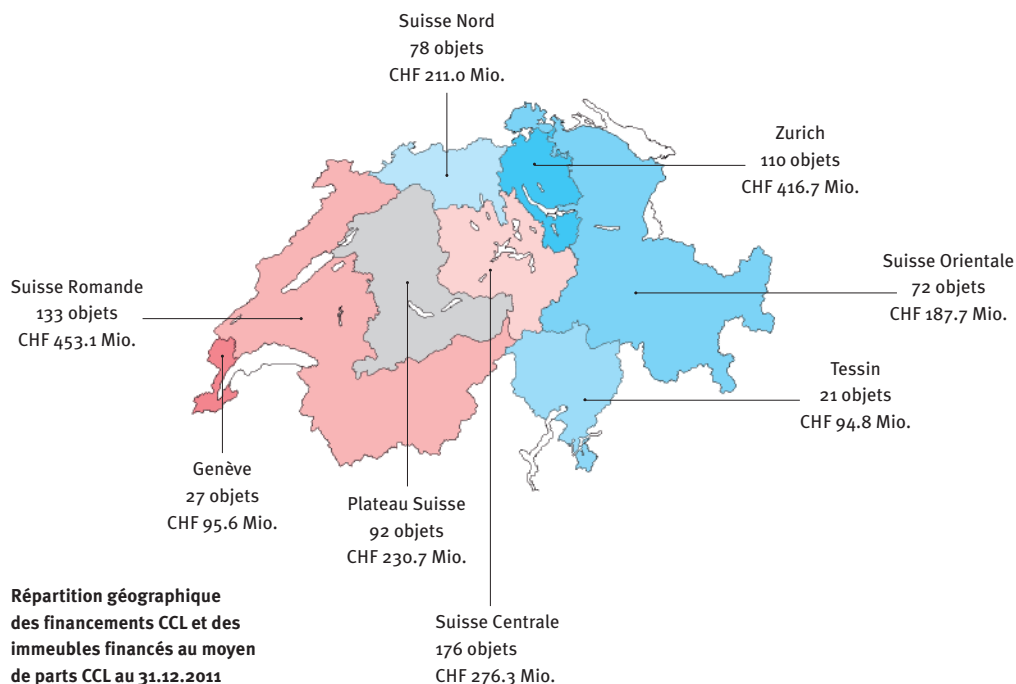 Suisse Nord
78 objets
CHF 211.0 Mio.
Zurich
110 objets
CHF 416.7 Mio.
Suisse Orientale
72 objets
CHF 187.7 Mio.
Suisse Romande
133 objets
CHF 453.1 Mio.
Tessin
21 objets
CHF 94.8 Mio.
Genève
27 objets
CHF 95.6 Mio.
Plateau Suisse
92 objets
CHF 230.7 Mio.
Suisse Centrale
176 objets
CHF 276.3 Mio.
Répartition géographique
des financements CCL et des
immeubles financés au moyen
de parts CCL au 31.12.2011